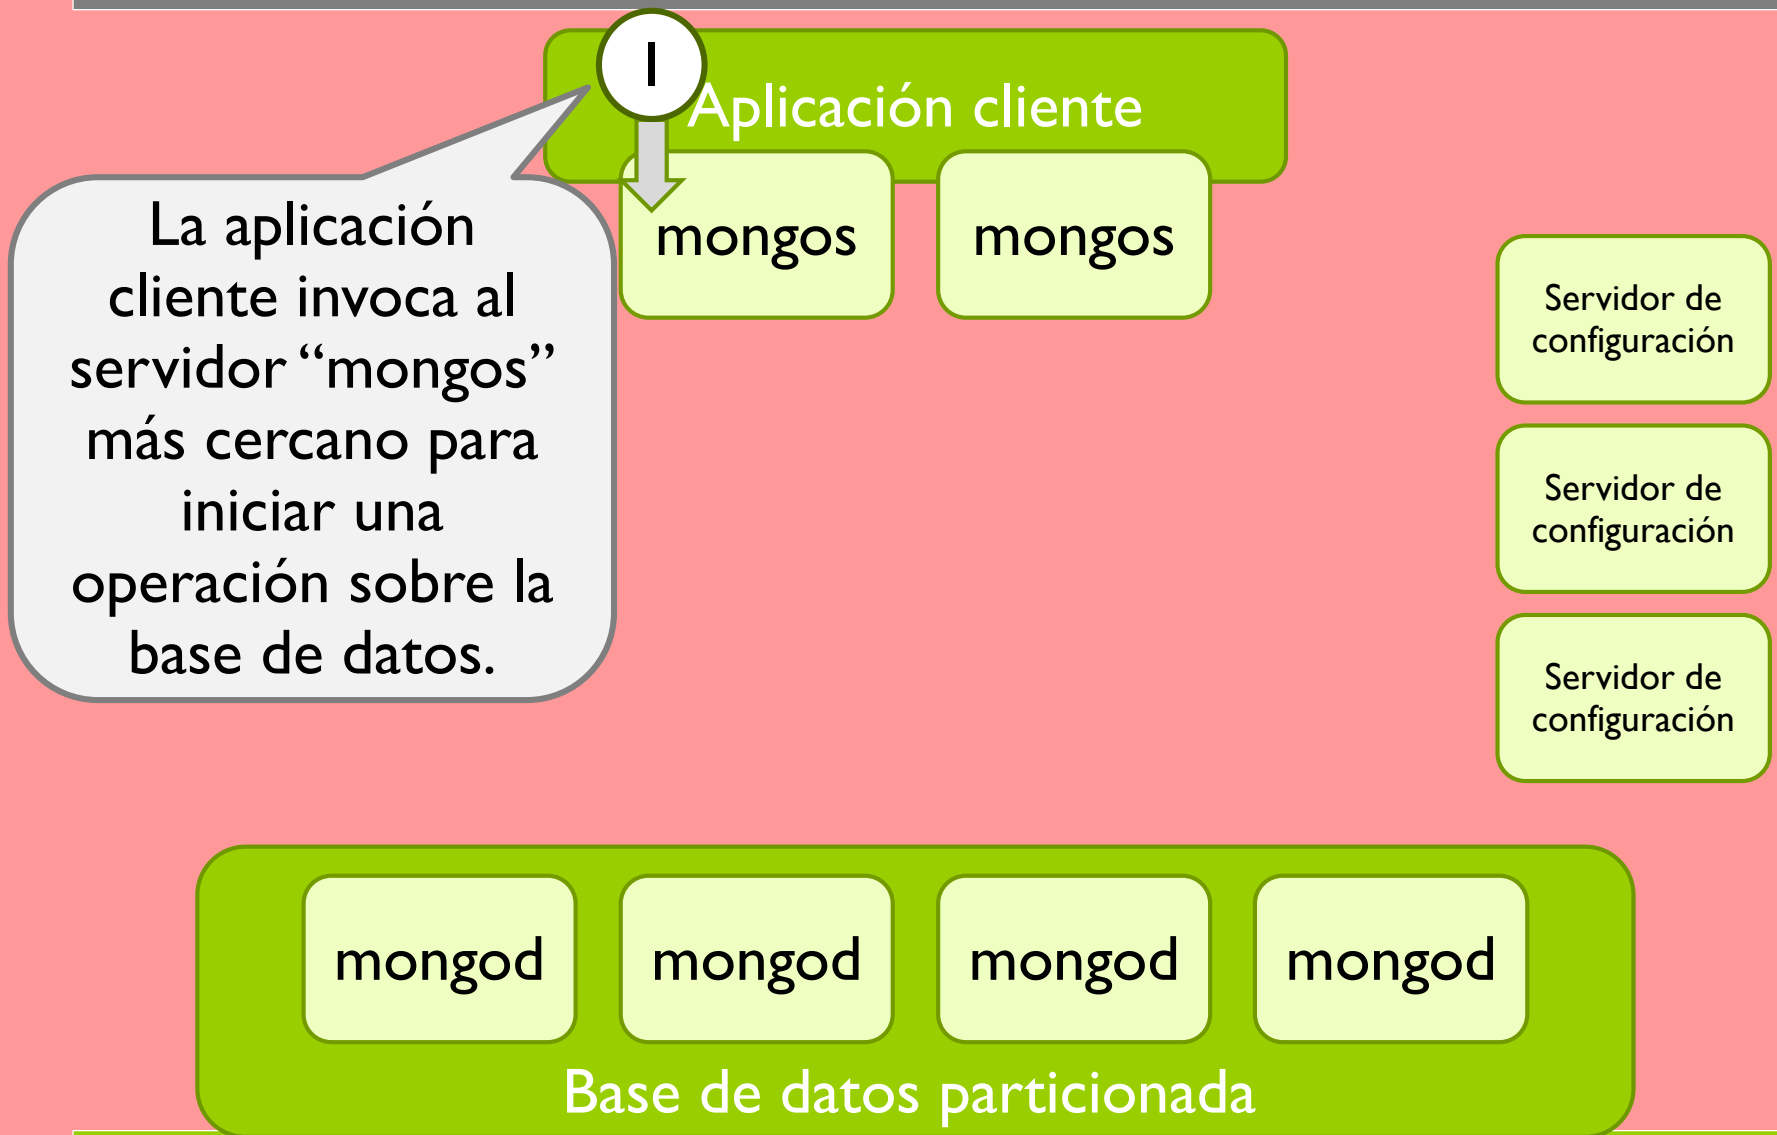 1
Aplicación cliente
La aplicación
cliente invoca al
servidor “mongos”
más cercano para
iniciar una
operación sobre la
base de datos.
mongos
mongos
Servidor de
configuración
Servidor de
configuración
Servidor de
configuración
mongod
mongod
mongod
mongod
Base de datos particionada